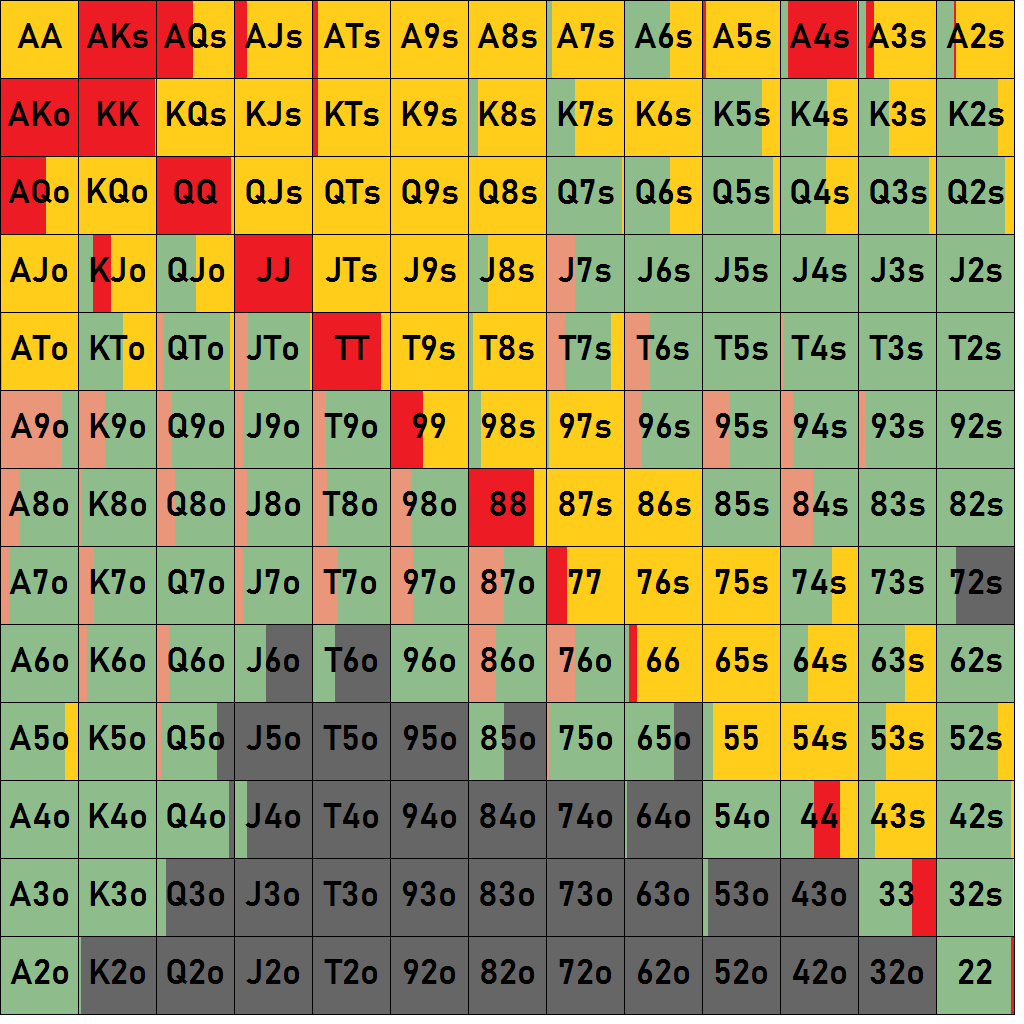 AA AKs AQs AJs ATs A9s A8s A7s A6s A5s A4s A3s A2s
AKo KK KQs KJs KTs K9s K8s K7s K6s K5s K4s K3s K2s
AQo KQo QQ QJs QTs Q9s Q8s Q7s Q6s Q5s Q4s Q3s Q2s
AJo KJo QJo JJ JTs J9s J8s J7s J6s J5s J4s J3s J2s
ATo KTo QTo JTo TT T9s T8s T7s T6s T5s T4s T3s T2s
A9o K9o Q9o J9o T9o 99 98s 97s 96s 95s 94s 93s 92s
A8o K8o Q8o J8o T8o 98o 88 87s 86s 85s 84s 83s 82s
A7o K7o Q7o J7o T7o 97o 87o 77 76s 75s 74s 73s 72s
A6o K6o Q6o J6o T6o 96o 86o 76o 66 65s 64s 63s 62s
A5o K5o Q5o J5o T5o 95o 85o 75o 65o 55 54s 53s 52s
A4o K4o Q4o J4o T4o 94o 84o 74o 64o 54o 44 43s 42s
A3o K3o Q3o J3o T3o 93o 83o 73o 63o 53o 43o 33 32s
A2o K2o Q2o J2o T2o 92o 82o 72o 62o 52o 42o 32o 22